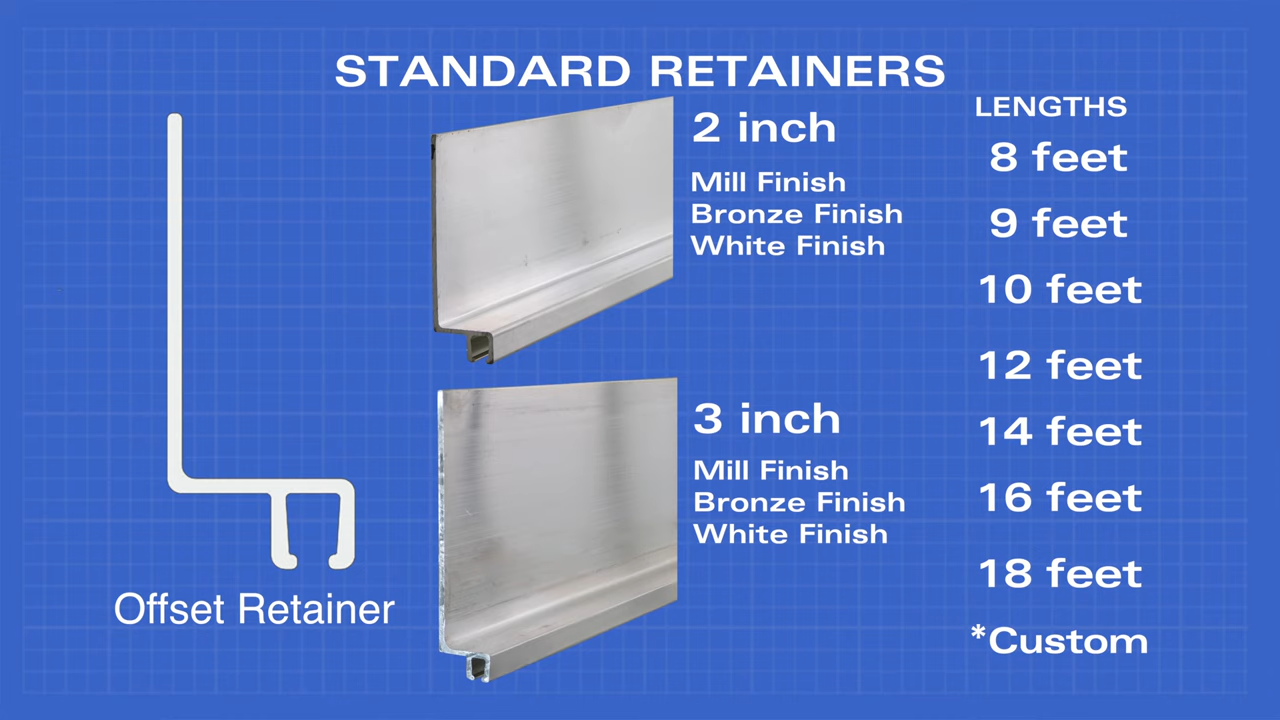 STANDARD RETAINERS
Offset Retainer
2 inch
Mill Finish
Bronze Finish
White Finish
3 inch
Mill Finish
Bronze Finish
White Finish
LENGTHS
8 feet
9 feet
10 feet
12 feet
14 feet
16 feet
18 feet
*Custom